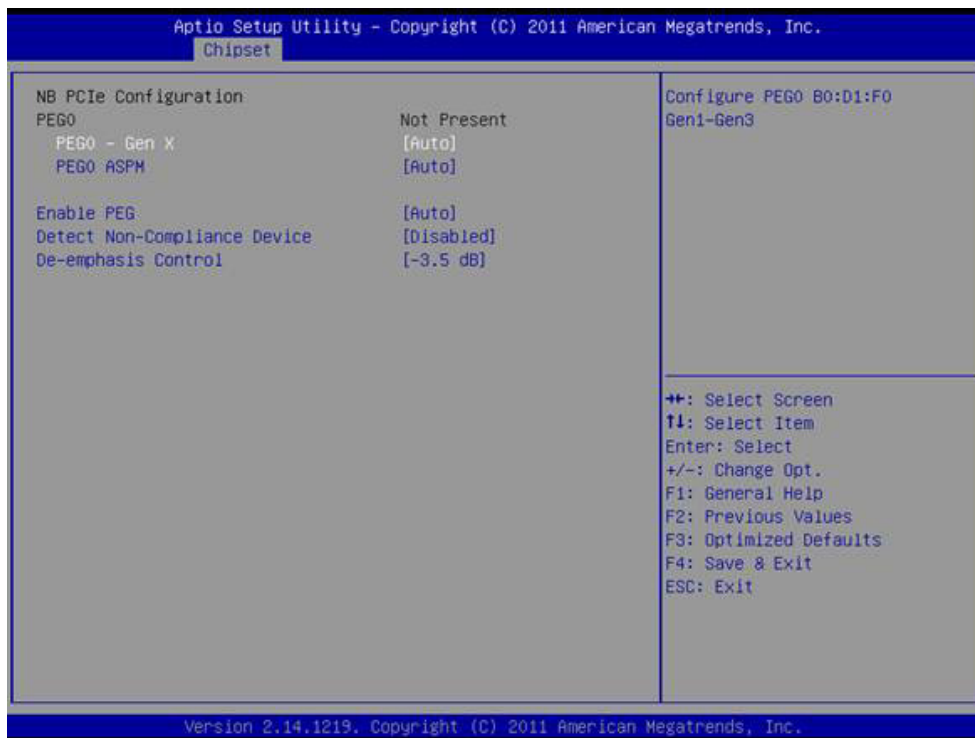 Aptio Setup Utility – Copyright (C) 2011 American Megatrends, Inc.
Chipset
NB PCIe Configuration
PEG0 Not Present
PEG0 – Gen X [Auto]
PEG0 ASPM [Auto]
Enable PEG [Auto]
Detect Non-Compliance Device [Disabled]
De-emphasis Control [-3.5 dB]
Configure PEG0 B0:D1:F0
Gen1-Gen3
→←: Select Screen
↑↓: Select Item
Enter: Select
+/-: Change Opt.
F1: General Help
F2: Previous Values
F3: Optimized Defaults
F4: Save & Exit
ESC: Exit
Version 2.14.1219. Copyright (C) 2011 American Megatrends, Inc.